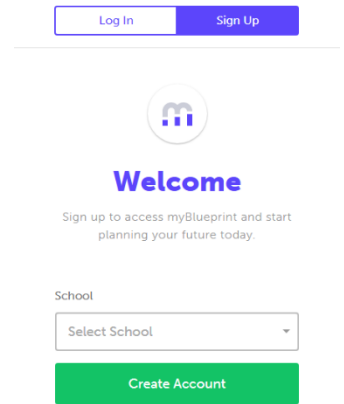 Log In
Sign Up
Welcome
Sign up to access myBlueprint and start
planning your future today.
School
Select School
Create Account